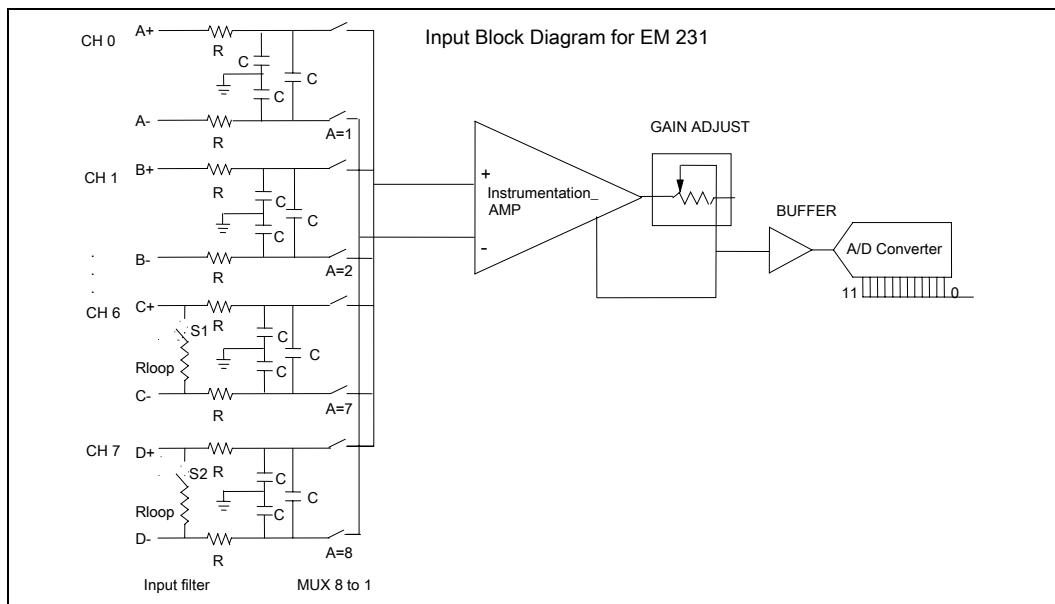 Input Block Diagram for EM 231
CH 0
A+
R
C
C
C
A-
R
A=1
CH 1
B+
R
C
C
C
B-
R
A=2
CH 6
C+
R
S1
Rloop
C
C
C
C-
R
A=7
CH 7
D+
R
S2
Rloop
C
C
C
D-
R
A=8
Input filter
MUX 8 to 1
+
Instrumentation_
AMP
-
GAIN ADJUST
BUFFER
A/D Converter
11
0